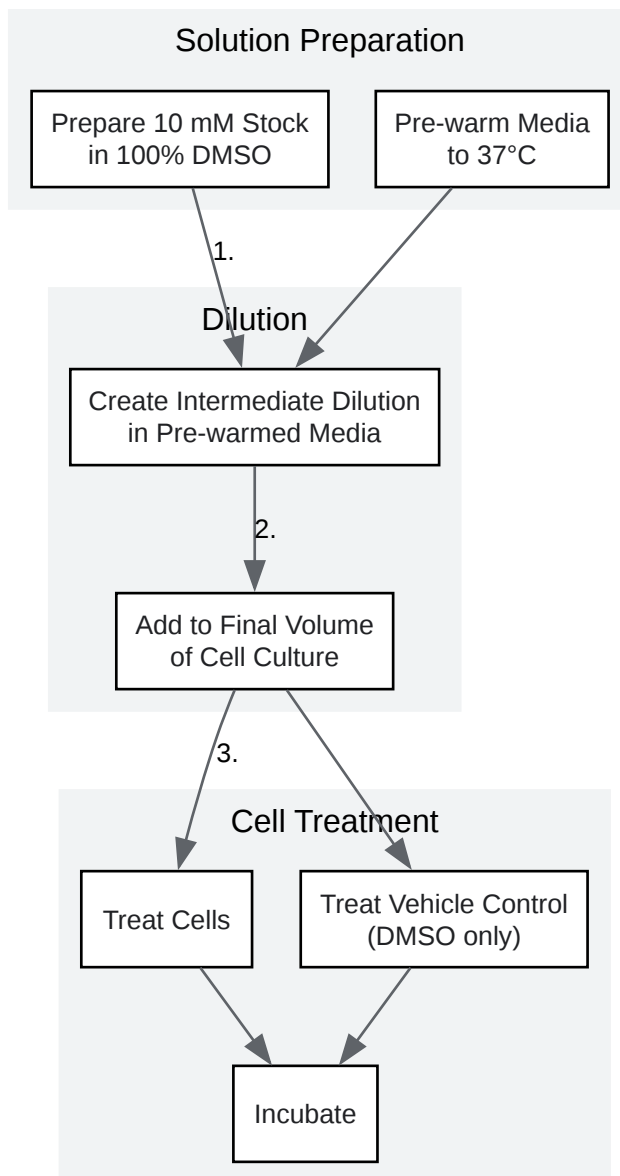 Solution Preparation
Prepare 10 mM Stock
in 100% DMSO
Pre-warm Media
to 37°C
1.
Dilution
Create Intermediate Dilution
in Pre-warmed Media
2.
Add to Final Volume
of Cell Culture
3.
Cell Treatment
Treat Cells
Treat Vehicle Control
(DMSO only)
Incubate